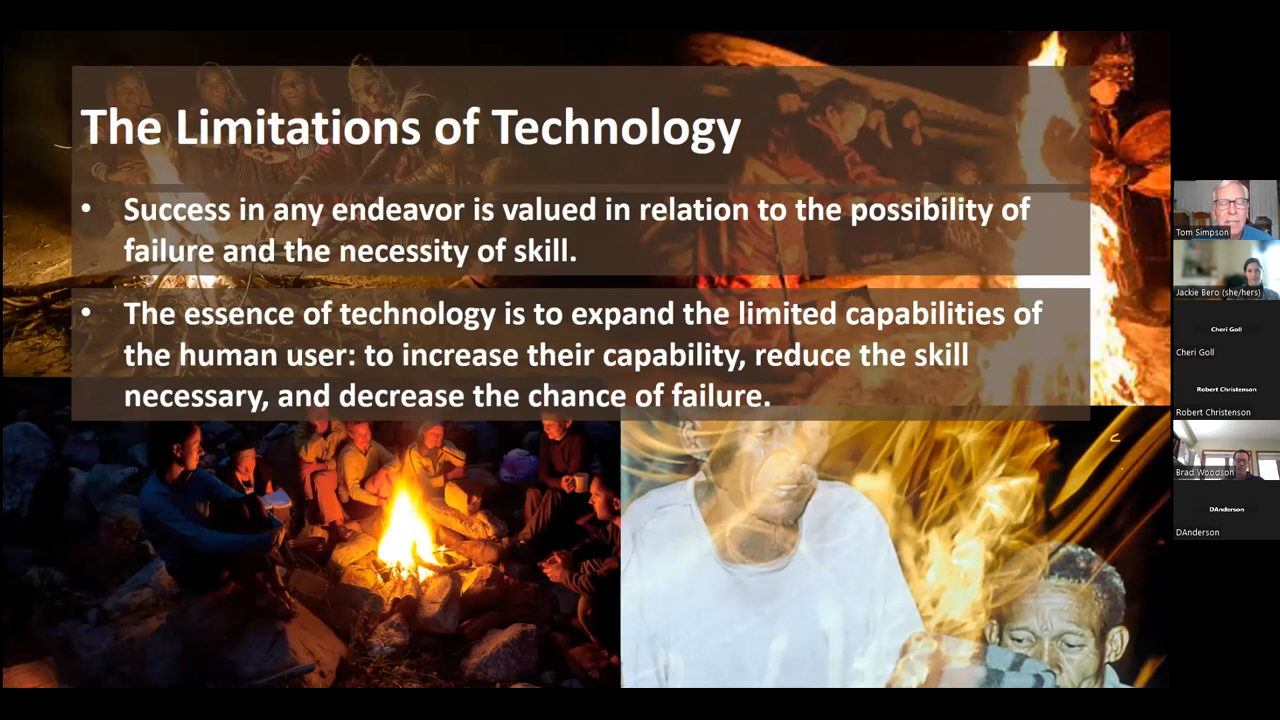 The Limitations of Technology
• Success in any endeavor is valued in relation to the possibility of
failure and the necessity of skill.
• The essence of technology is to expand the limited capabilities of
the human user: to increase their capability, reduce the skill
necessary, and decrease the chance of failure.
Tom Simpson
Jackie Bero (she/hers)
Cheri Goll
Cheri Goll
Robert Christenson
Robert Christenson
Brad Woodson
DAnderson
DAnderson